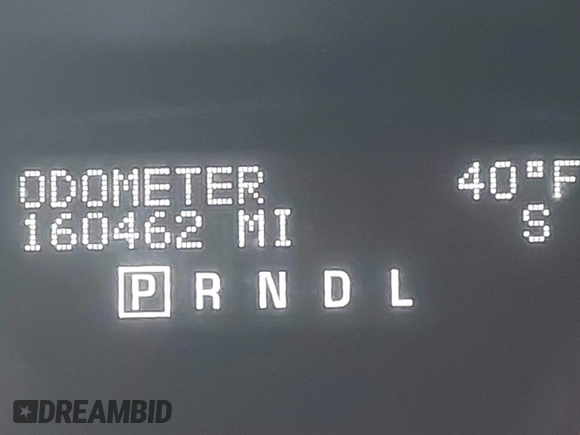 ODOMETER 40°F
160462 MI S
P R N D L
DREAMBID